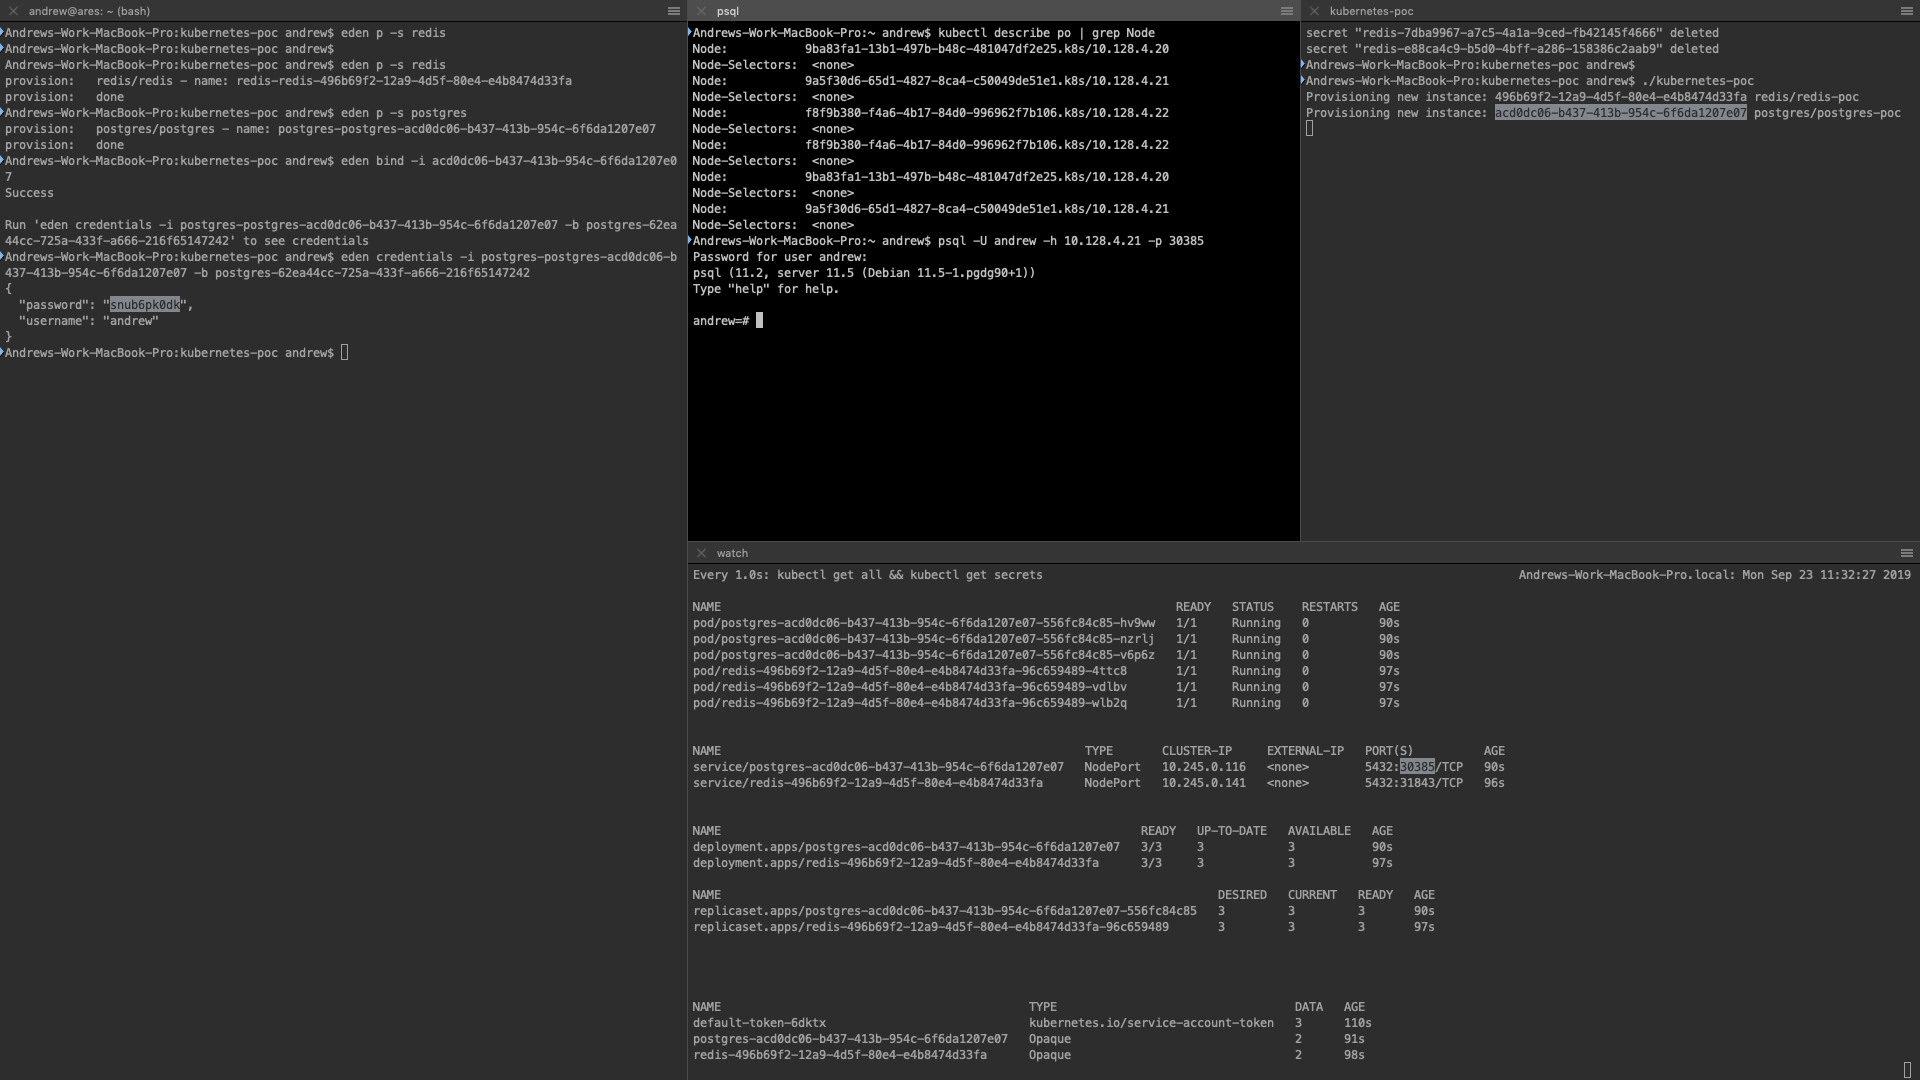 andrew@ares: ~ (bash)
Andrews-Work-MacBook-Pro:kubernetes-poc andrew$ eden p -s redis
Andrews-Work-MacBook-Pro:kubernetes-poc andrew$
Andrews-Work-MacBook-Pro:kubernetes-poc andrew$ eden p -s redis
provision:   redis/redis - name: redis-redis-496b69f2-12a9-4d5f-80e4-e4b8474d33fa
provision:   done
Andrews-Work-MacBook-Pro:kubernetes-poc andrew$ eden p -s postgres
provision:   postgres/postgres - name: postgres-postgres-acd0dc06-b437-413b-954c-6f6da1207e07
provision:   done
Andrews-Work-MacBook-Pro:kubernetes-poc andrew$ eden bind -i acd0dc06-b437-413b-954c-6f6da1207e0
7
Success
Run 'eden credentials -i postgres-postgres-acd0dc06-b437-413b-954c-6f6da1207e07 -b postgres-62ea
44cc-725a-433f-a666-216f65147242' to see credentials
Andrews-Work-MacBook-Pro:kubernetes-poc andrew$ eden credentials -i postgres-postgres-acd0dc06-b
437-413b-954c-6f6da1207e07 -b postgres-62ea44cc-725a-433f-a666-216f65147242
{
  "password": "snub6pk0dk",
  "username": "andrew"
}
Andrews-Work-MacBook-Pro:kubernetes-poc andrew$
psql
Andrews-Work-MacBook-Pro:~ andrew$ kubectl describe po | grep Node
Node:           9ba83fa1-13b1-497b-b48c-481047df2e25.k8s/10.128.4.20
Node-Selectors:  <none>
Node:           9a5f30d6-65d1-4827-8ca4-c50049de51e1.k8s/10.128.4.21
Node-Selectors:  <none>
Node:           f8f9b380-f4a6-4b17-84d0-996962f7b106.k8s/10.128.4.22
Node-Selectors:  <none>
Node:           f8f9b380-f4a6-4b17-84d0-996962f7b106.k8s/10.128.4.22
Node-Selectors:  <none>
Node:           9ba83fa1-13b1-497b-b48c-481047df2e25.k8s/10.128.4.20
Node-Selectors:  <none>
Node:           9a5f30d6-65d1-4827-8ca4-c50049de51e1.k8s/10.128.4.21
Node-Selectors:  <none>
Andrews-Work-MacBook-Pro:~ andrew$ psql -U andrew -h 10.128.4.21 -p 30385
Password for user andrew:
psql (11.2, server 11.5 (Debian 11.5-1.pgdg90+1))
Type "help" for help.
andrew=#
kubernetes-poc
secret "redis-7dba9967-a7c5-4a1a-9ced-fb42145f4666" deleted
secret "redis-e88ca4c9-b5d0-4bff-a286-158386c2aab9" deleted
Andrews-Work-MacBook-Pro:kubernetes-poc andrew$
Andrews-Work-MacBook-Pro:kubernetes-poc andrew$ ./kubernetes-poc
Provisioning new instance: 496b69f2-12a9-4d5f-80e4-e4b8474d33fa redis/redis-poc
Provisioning new instance: acd0dc06-b437-413b-954c-6f6da1207e07 postgres/postgres-poc
watch
Every 1.0s: kubectl get all && kubectl get secrets   Andrews-Work-MacBook-Pro.local: Mon Sep 23 11:32:27 2019
NAME   READY   STATUS   RESTARTS   AGE
pod/postgres-acd0dc06-b437-413b-954c-6f6da1207e07-556fc84c85-hv9ww   1/1   Running   0   90s
pod/postgres-acd0dc06-b437-413b-954c-6f6da1207e07-556fc84c85-nzrlj   1/1   Running   0   90s
pod/postgres-acd0dc06-b437-413b-954c-6f6da1207e07-556fc84c85-v6p6z   1/1   Running   0   90s
pod/redis-496b69f2-12a9-4d5f-80e4-e4b8474d33fa-96c659489-4ttc8   1/1   Running   0   97s
pod/redis-496b69f2-12a9-4d5f-80e4-e4b8474d33fa-96c659489-vdlbv   1/1   Running   0   97s
pod/redis-496b69f2-12a9-4d5f-80e4-e4b8474d33fa-96c659489-wlb2q   1/1   Running   0   97s
NAME   TYPE   CLUSTER-IP   EXTERNAL-IP   PORT(S)   AGE
service/postgres-acd0dc06-b437-413b-954c-6f6da1207e07   NodePort   10.245.0.116   <none>   5432:30385/TCP   90s
service/redis-496b69f2-12a9-4d5f-80e4-e4b8474d33fa   NodePort   10.245.0.141   <none>   5432:31843/TCP   96s
NAME   READY   UP-TO-DATE   AVAILABLE   AGE
deployment.apps/postgres-acd0dc06-b437-413b-954c-6f6da1207e07   3/3   3   3   90s
deployment.apps/redis-496b69f2-12a9-4d5f-80e4-e4b8474d33fa   3/3   3   3   97s
NAME   DESIRED   CURRENT   READY   AGE
replicaset.apps/postgres-acd0dc06-b437-413b-954c-6f6da1207e07-556fc84c85   3   3   3   90s
replicaset.apps/redis-496b69f2-12a9-4d5f-80e4-e4b8474d33fa-96c659489   3   3   3   97s
NAME   TYPE   DATA   AGE
default-token-6dktx   kubernetes.io/service-account-token   3   110s
postgres-acd0dc06-b437-413b-954c-6f6da1207e07   Opaque   2   91s
redis-496b69f2-12a9-4d5f-80e4-e4b8474d33fa   Opaque   2   98s